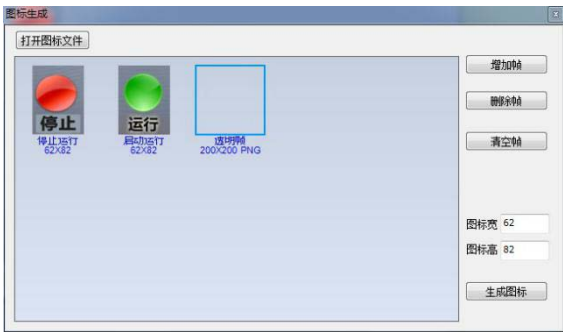 图标生成
打开图标文件
停止
运行
停止运行
62X82
启动运行
62X82
透明帧
200X200 PNG
增加帧
删除帧
清空帧
图标宽 62
图标高 82
生成图标